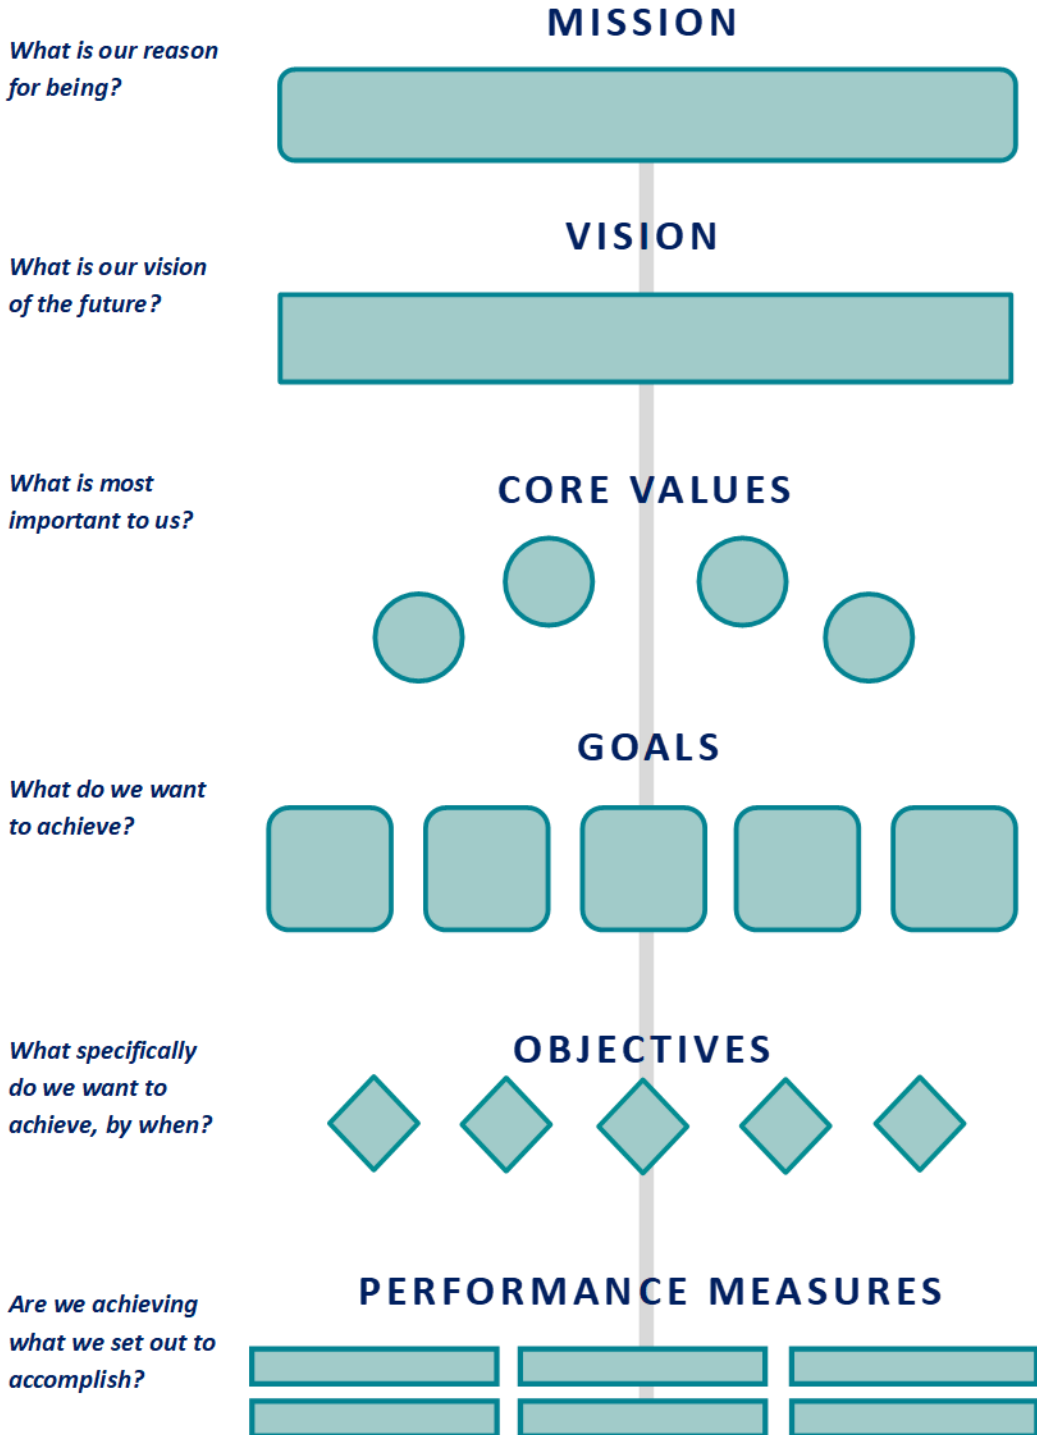 MISSION
What is our reason
for being?
VISION
What is our vision
of the future?
CORE VALUES
What is most
important to us?
GOALS
What do we want
to achieve?
OBJECTIVES
What specifically
do we want to
achieve, by when?
PERFORMANCE MEASURES
Are we achieving
what we set out to
accomplish?